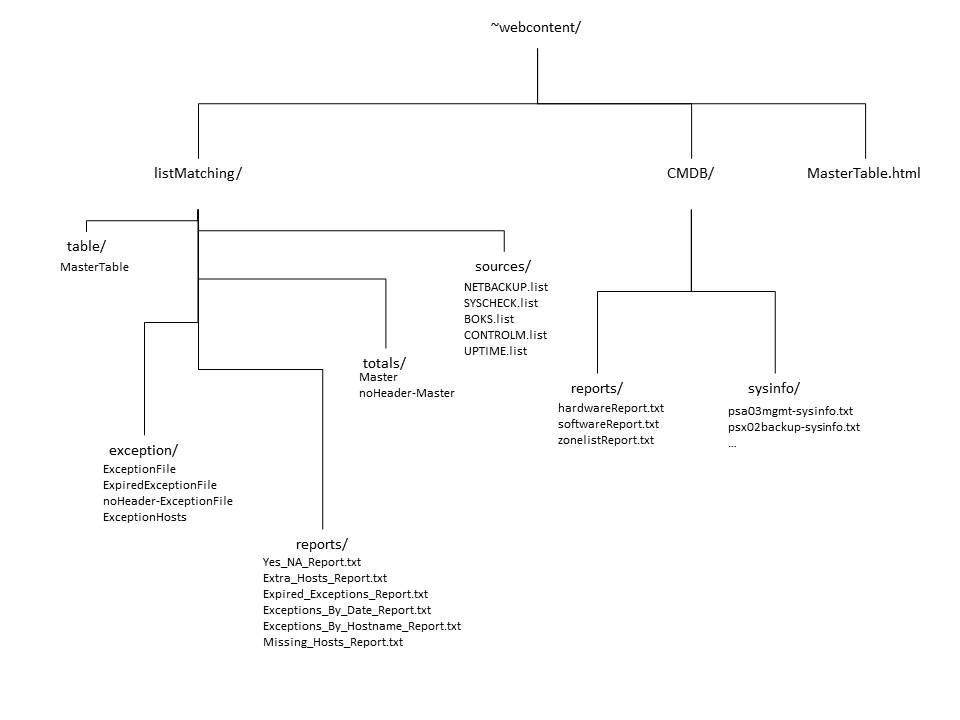 ~webcontent/
listMatching/
CMDB/
MasterTable.html
table/
MasterTable
sources/
NETBACKUP.list
SYSCHECK.list
BOKS.list
CONTROLM.list
UPTIME.list
totals/
Master
noHeader-Master
exception/
ExceptionFile
ExpiredExceptionFile
noHeader-ExceptionFile
ExceptionHosts
reports/
Yes_NA_Report.txt
Extra_Hosts_Report.txt
Expired_Exceptions_Report.txt
Exceptions_By_Date_Report.txt
Exceptions_By_Hostname_Report.txt
Missing_Hosts_Report.txt
reports/
hardwareReport.txt
softwareReport.txt
zonelistReport.txt
sysinfo/
psa03mgmt-sysinfo.txt
psx02backup-sysinfo.txt
...